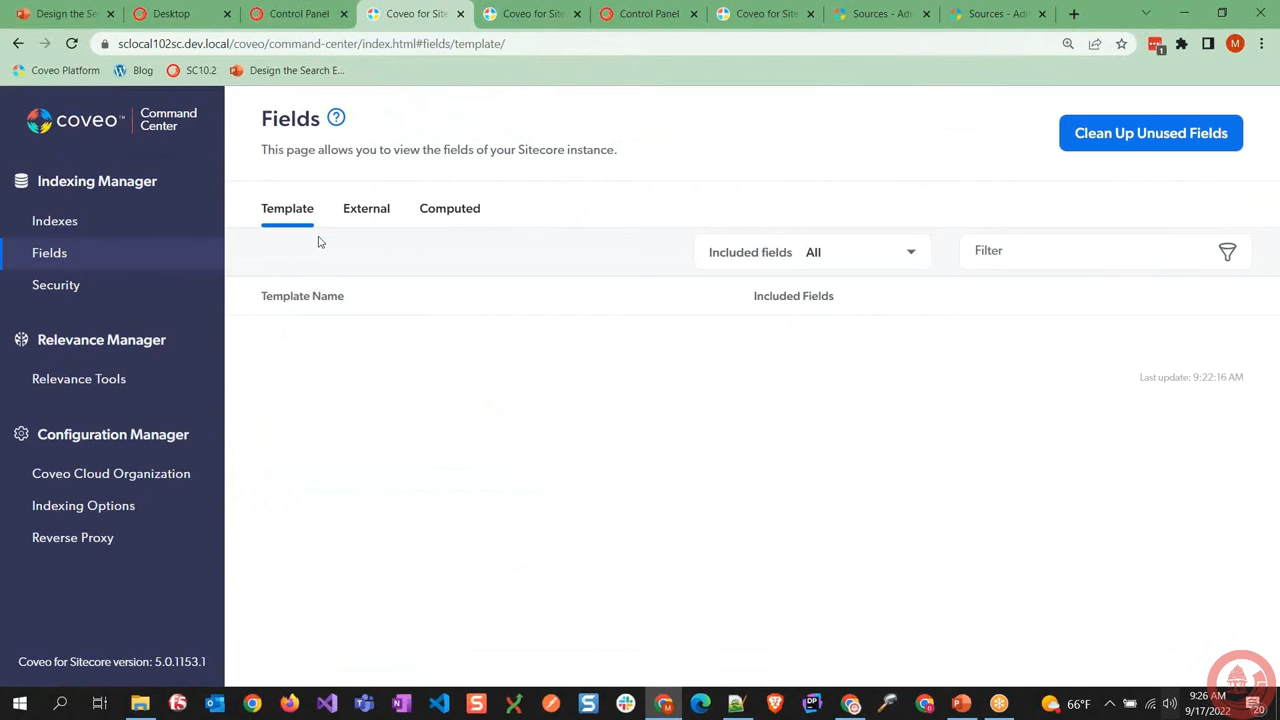 Design the Se
Desktop
Control Panel
Coveo for Site
Coveo for Site
Control Panel
Coveo for Site
Sources - Adm
Sources - Adm
sclocal102sc.dev.local/coveo/command-center/index.html#fields/template/
M
1
Coveo Platform
Blog
SC10.2
Design the Search E...
coveo™ Command Center
Fields ?
This page allows you to view the fields of your Sitecore instance.
Clean Up Unused Fields
Indexing Manager
Indexes
Fields
Security
Relevance Manager
Relevance Tools
Configuration Manager
Coveo Cloud Organization
Indexing Options
Reverse Proxy
Coveo for Sitecore version: 5.0.1153.1
Template
External
Computed
Included fields All
Filter
Template Name
Included Fields
Last update: 9:22:16 AM
66°F
9:26 AM
9/17/2022
20